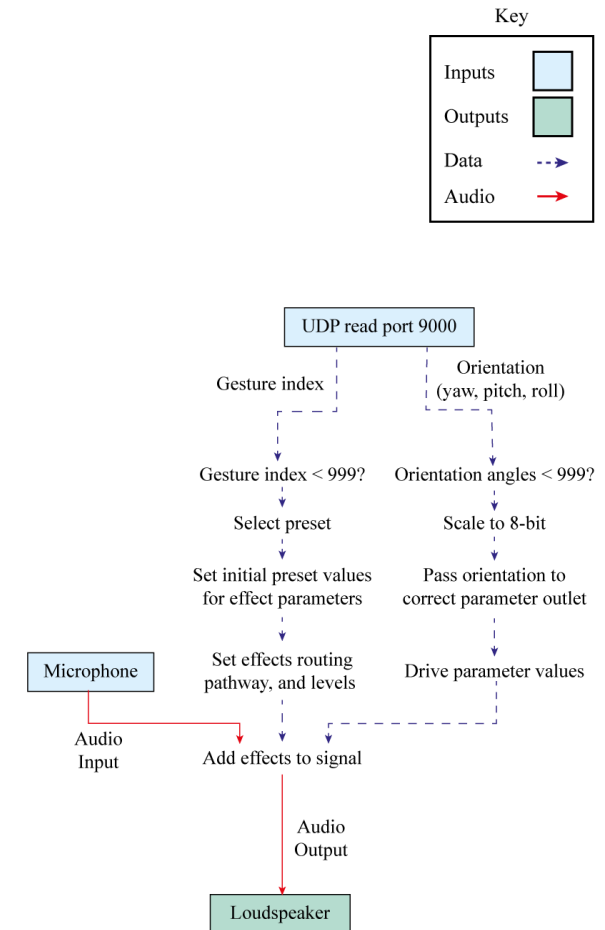 Key
Inputs
Outputs
Data
Audio
UDP read port 9000
Gesture index
Orientation
(yaw, pitch, roll)
Gesture index < 999?
Orientation angles < 999?
Select preset
Scale to 8-bit
Set initial preset values
for effect parameters
Pass orientation to
correct parameter outlet
Set effects routing
pathway, and levels
Drive parameter values
Microphone
Audio
Input
Add effects to signal
Audio
Output
Loudspeaker